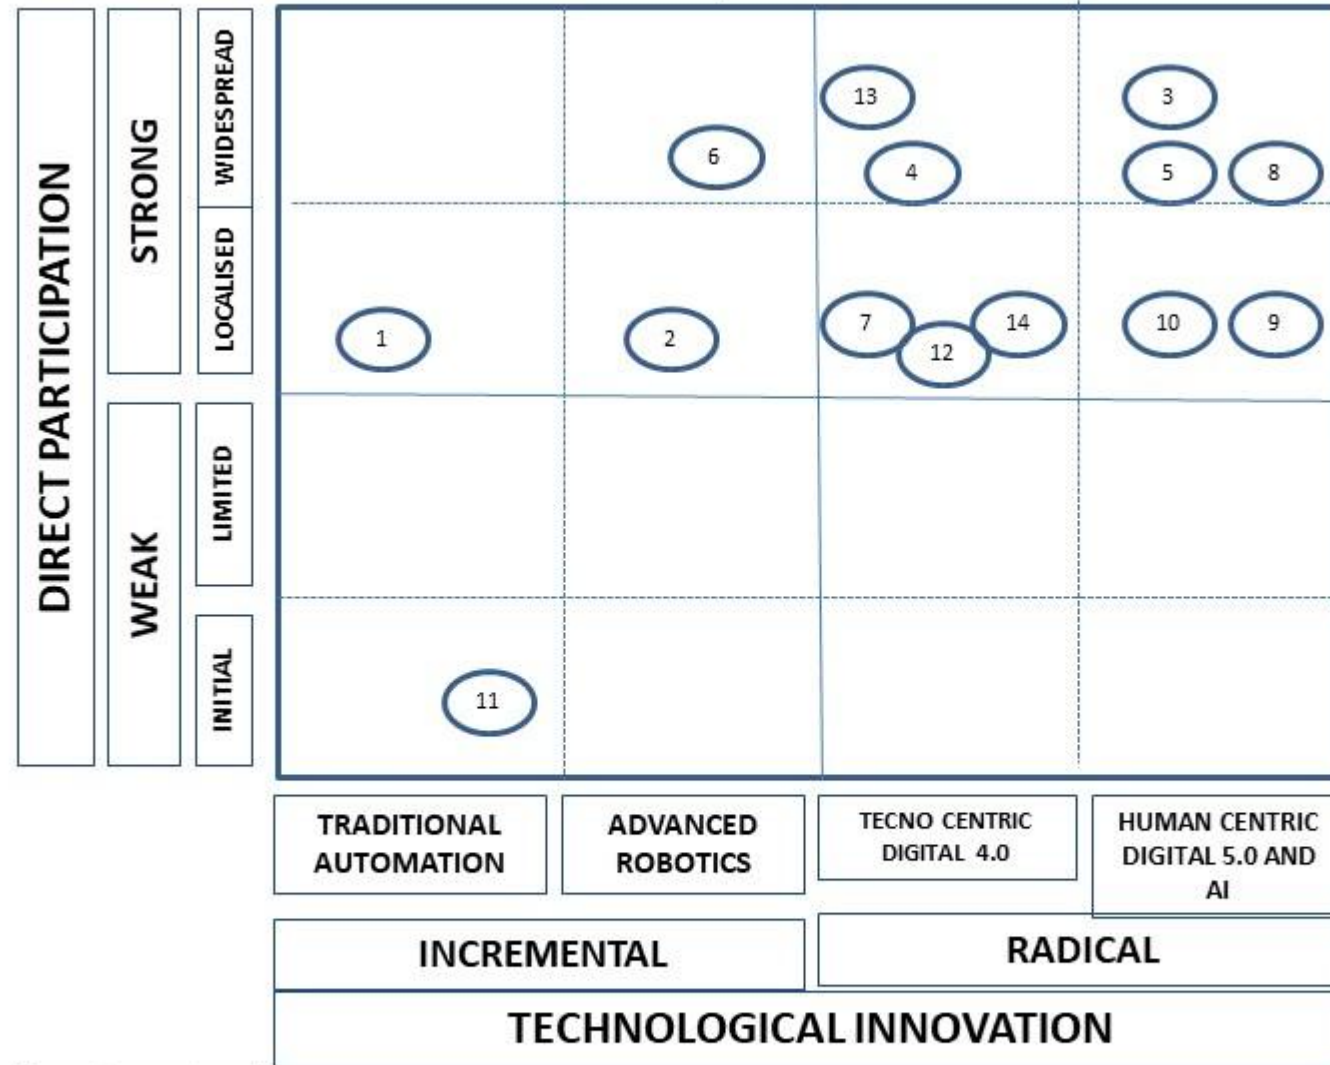 DIRECT PARTICIPATION
STRONG
WEAK
WIDESPREAD
LOCALISED
LIMITED
INITIAL
13
3
6
4
5
8
1
2
7
12
14
10
9
11
TRADITIONAL
AUTOMATION
ADVANCED
ROBOTICS
TECNO CENTRIC
DIGITAL 4.0
HUMAN CENTRIC
DIGITAL 5.0 AND
AI
INCREMENTAL
RADICAL
TECHNOLOGICAL INNOVATION